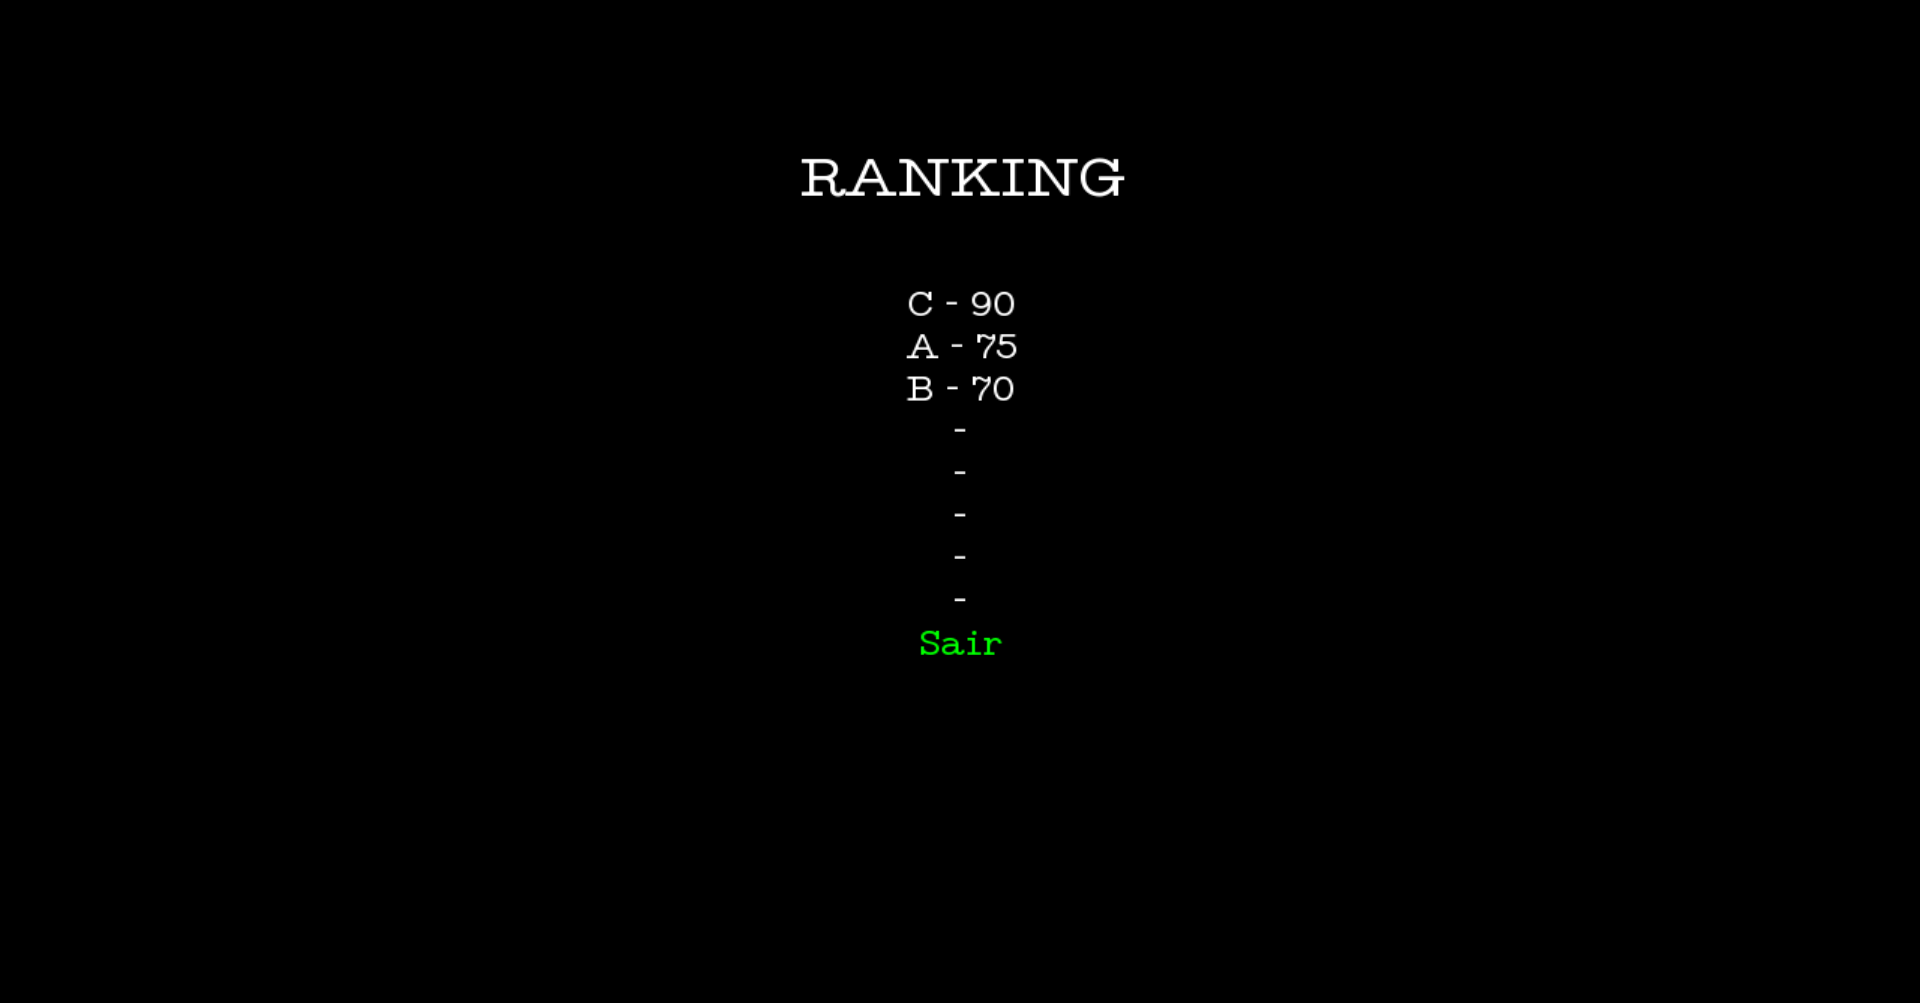 RANKING
C - 90
A - 75
B - 70
-
-
-
-
-
Sair